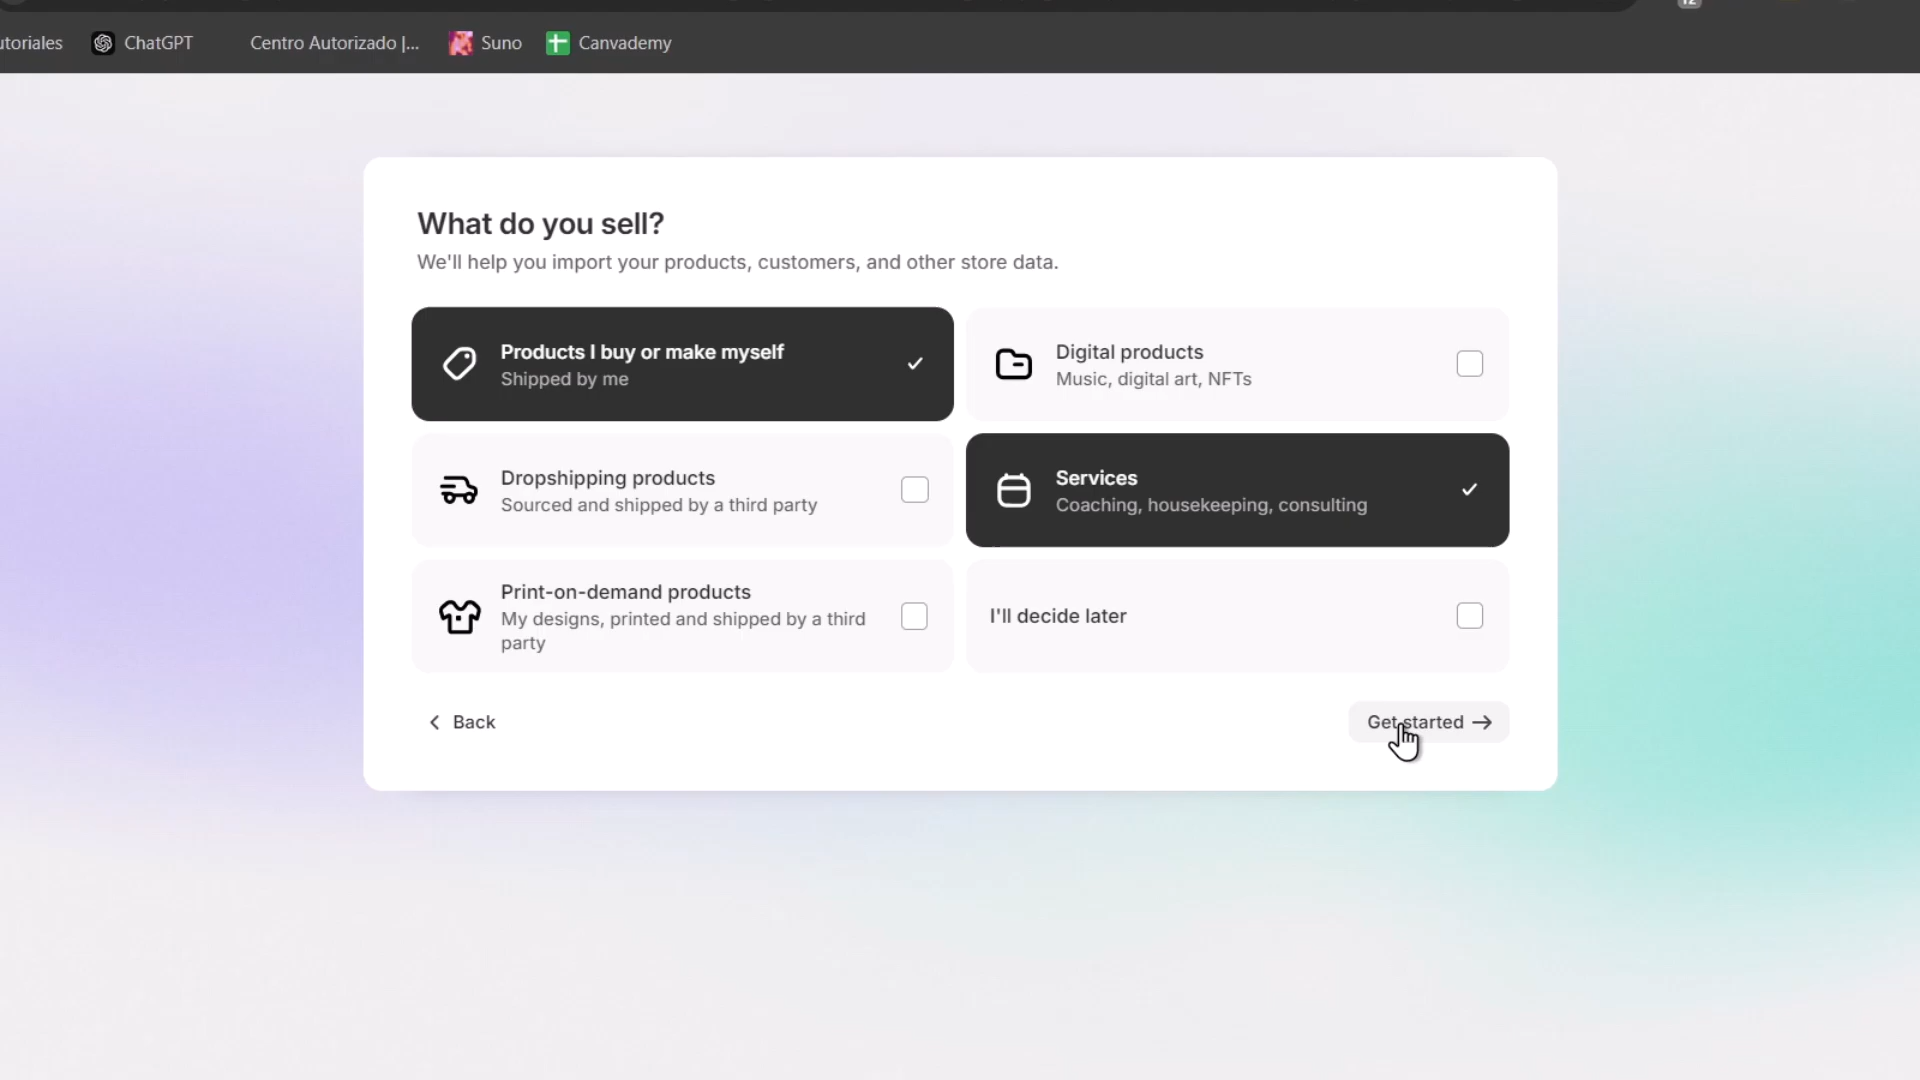 utoriales ChatGPT Centro Autorizado |... Suno Canvademy
What do you sell?
We'll help you import your products, customers, and other store data.
Products I buy or make myself
Shipped by me
Digital products
Music, digital art, NFTs
Dropshipping products
Sourced and shipped by a third party
Services
Coaching, housekeeping, consulting
Print-on-demand products
My designs, printed and shipped by a third
party
I'll decide later
Back
Get started